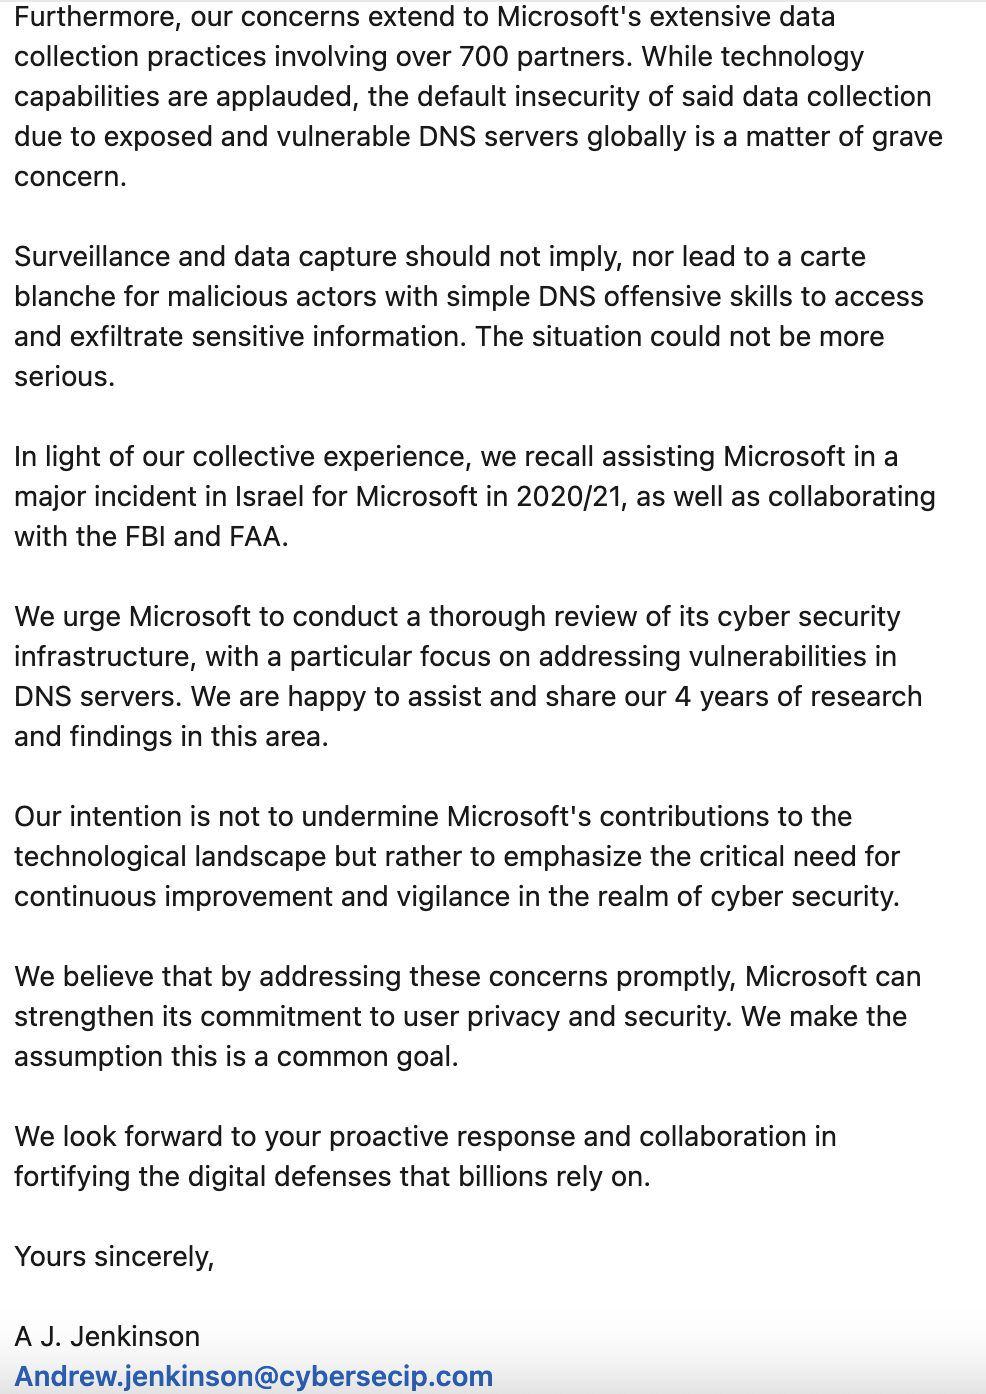 Furthermore, our concerns extend to Microsoft's extensive data
collection practices involving over 700 partners. While technology
capabilities are applauded, the default insecurity of said data collection
due to exposed and vulnerable DNS servers globally is a matter of grave
concern.
Surveillance and data capture should not imply, nor lead to a carte
blanche for malicious actors with simple DNS offensive skills to access
and exfiltrate sensitive information. The situation could not be more
serious.
In light of our collective experience, we recall assisting Microsoft in a
major incident in Israel for Microsoft in 2020/21, as well as collaborating
with the FBI and FAA.
We urge Microsoft to conduct a thorough review of its cyber security
infrastructure, with a particular focus on addressing vulnerabilities in
DNS servers. We are happy to assist and share our 4 years of research
and findings in this area.
Our intention is not to undermine Microsoft's contributions to the
technological landscape but rather to emphasize the critical need for
continuous improvement and vigilance in the realm of cyber security.
We believe that by addressing these concerns promptly, Microsoft can
strengthen its commitment to user privacy and security. We make the
assumption this is a common goal.
We look forward to your proactive response and collaboration in
fortifying the digital defenses that billions rely on.
Yours sincerely,
A J. Jenkinson
Andrew.jenkinson@cybersecip.com